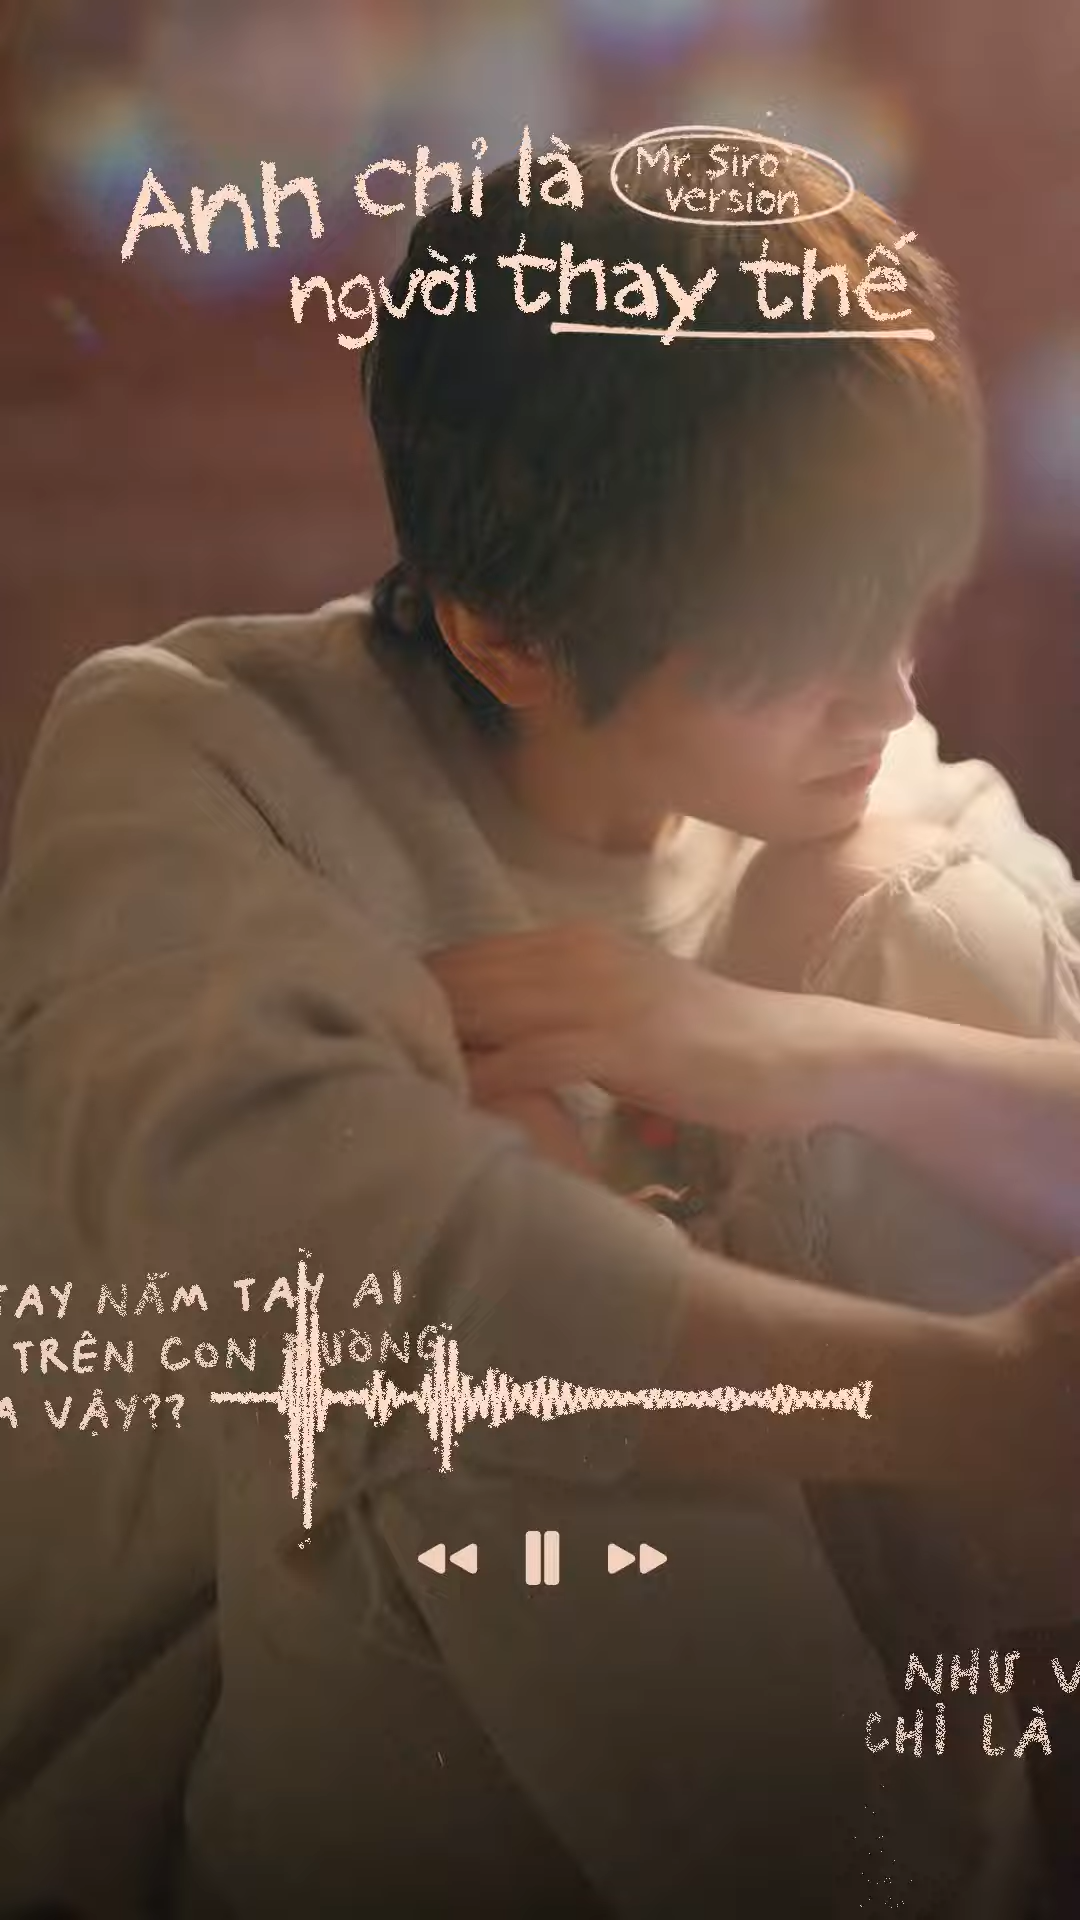 Anh chỉ là
Mr. Siro
version
người thay thế
TAY NẮM TAY AI
TRÊN CON ĐƯỜNG
VẬY??
NHƯ
CHỈ LÀ